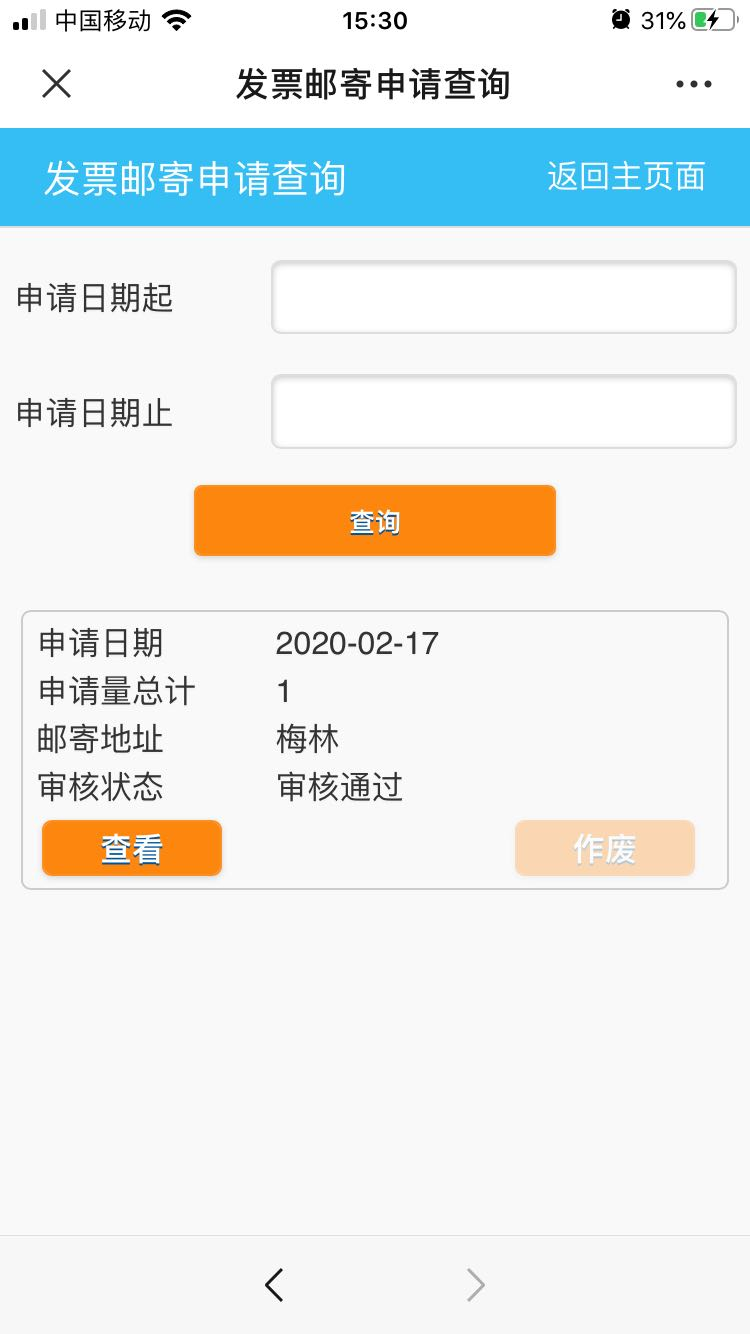 中国移动 15:30 31%
发票邮寄申请查询
发票邮寄申请查询 返回主页面
申请日期起
申请日期止
查询
申请日期 2020-02-17
申请量总计 1
邮寄地址 梅林
审核状态 审核通过
查看 作废